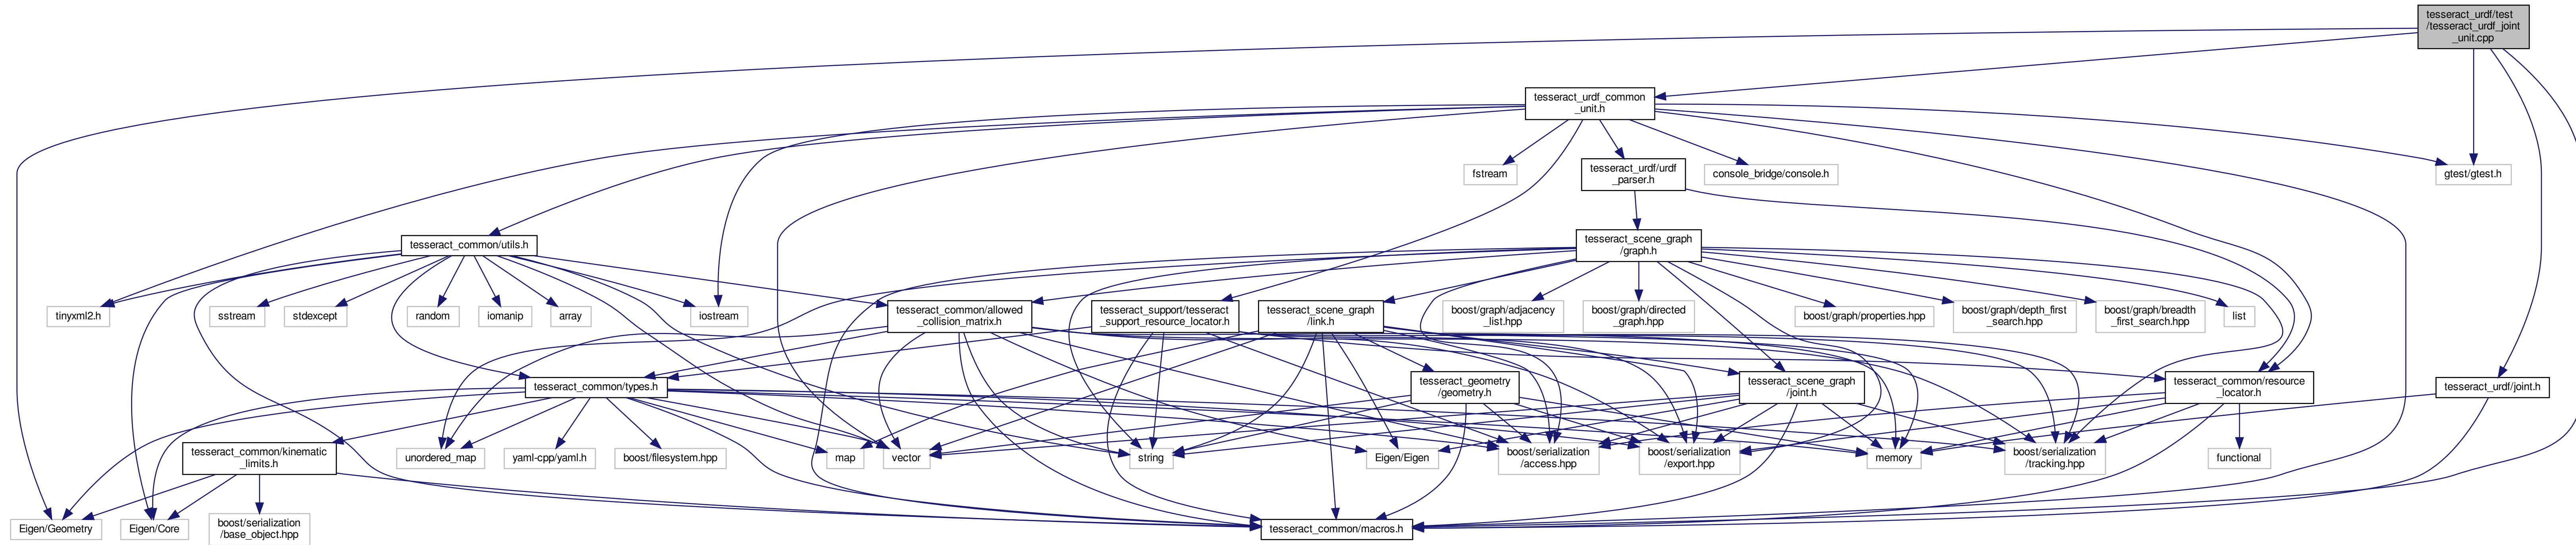 tesseract_urdf/test
/tesseract_urdf_joint
_unit.cpp
tesseract_urdf_common
_unit.h
fstream
tesseract_urdf/urdf
_parser.h
console_bridge/console.h
gtest/gtest.h
tesseract_common/utils.h
tesseract_scene_graph
/graph.h
tinyxml2.h
sstream
stdexcept
random
iomanip
array
iostream
tesseract_common/allowed
_collision_matrix.h
tesseract_support/tesseract
_support_resource_locator.h
tesseract_scene_graph
/link.h
boost/graph/adjacency
_list.hpp
boost/graph/directed
_graph.hpp
boost/graph/properties.hpp
boost/graph/depth_first
_search.hpp
boost/graph/breadth
_first_search.hpp
list
tesseract_common/types.h
tesseract_geometry
/geometry.h
tesseract_scene_graph
/joint.h
tesseract_common/resource
_locator.h
tesseract_urdf/joint.h
tesseract_common/kinematic
_limits.h
unordered_map
yaml-cpp/yaml.h
boost/filesystem.hpp
map
vector
string
Eigen/Eigen
boost/serialization
/access.hpp
boost/serialization
/export.hpp
memory
boost/serialization
/tracking.hpp
functional
Eigen/Geometry
Eigen/Core
boost/serialization
/base_object.hpp
tesseract_common/macros.h